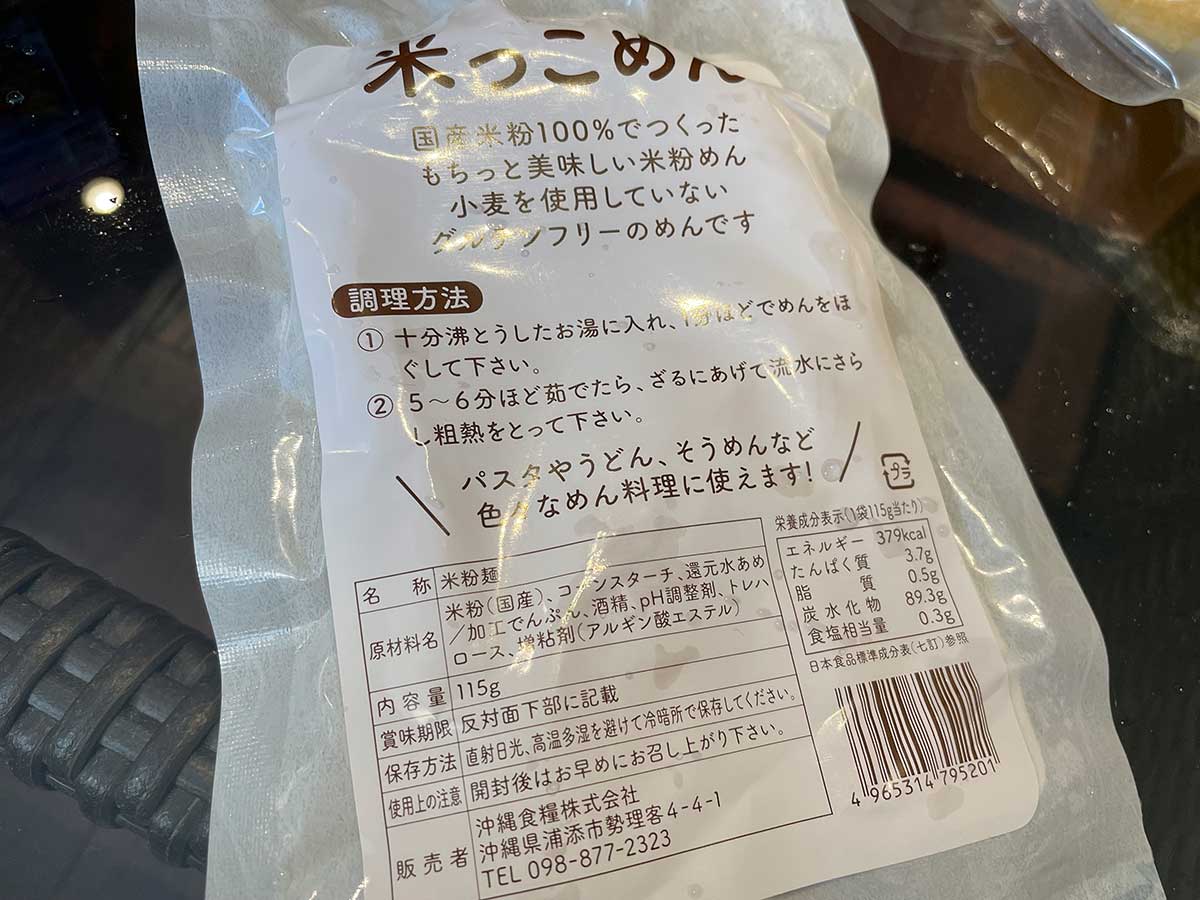 米っこめん
国産米粉100%でつくった
もちっと美味しい米粉めん
小麦を使用していない
グルテンフリーのめんです
調理方法
① 十分沸とうしたお湯に入れ、1分ほどでめんをほ
ぐして下さい。
② 5～6分ほど茹でたら、ざるにあげて流水にさら
し粗熱をとって下さい。
パスタやうどん、そうめんなど
色々なめん料理に使えます!
プラ
名称 米粉麺
原材料名 米粉(国産)、コーンスターチ、還元水あめ
/加工でんぷん、酒精、pH調整剤、トレハ
ロース、増粘剤(アルギン酸エステル)
内容量 115g
賞味期限 反対面下部に記載
保存方法 直射日光、高温多湿を避けて冷暗所で保存してください。
使用上の注意 開封後はお早めにお召し上がり下さい。
販売者 沖縄食糧株式会社
沖縄県浦添市勢理客4-4-1
TEL 098-877-2323
栄養成分表示(1袋115g当たり)
エネルギー 379kcal
たんぱく質 3.7g
脂質 0.5g
炭水化物 89.3g
食塩相当量 0.3g
日本食品標準成分表(七訂)参照
4 965314 795201